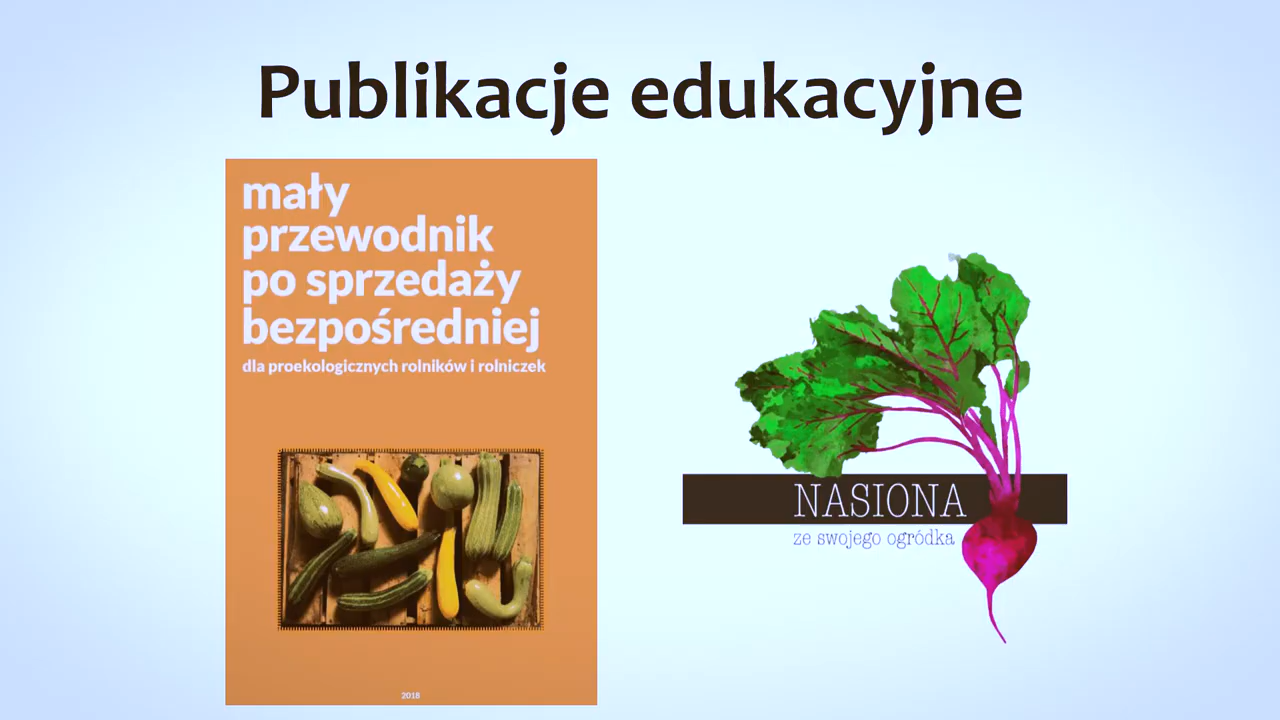 Publikacje edukacyjne
mały
przewodnik
po sprzedaży
bezpośredniej
dla proekologicznych rolników i rolniczek
2018
NASIONA
ze swojego ogródka